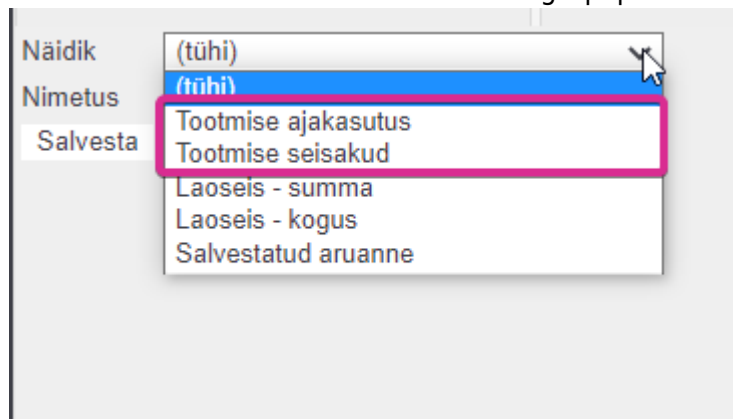 Näidik (tühi)
(tühi)
Nimetus
Tootmise ajakasutus
Salvesta
Tootmise seisakud
Laoseis - summa
Laoseis - kogus
Salvestatud aruanne